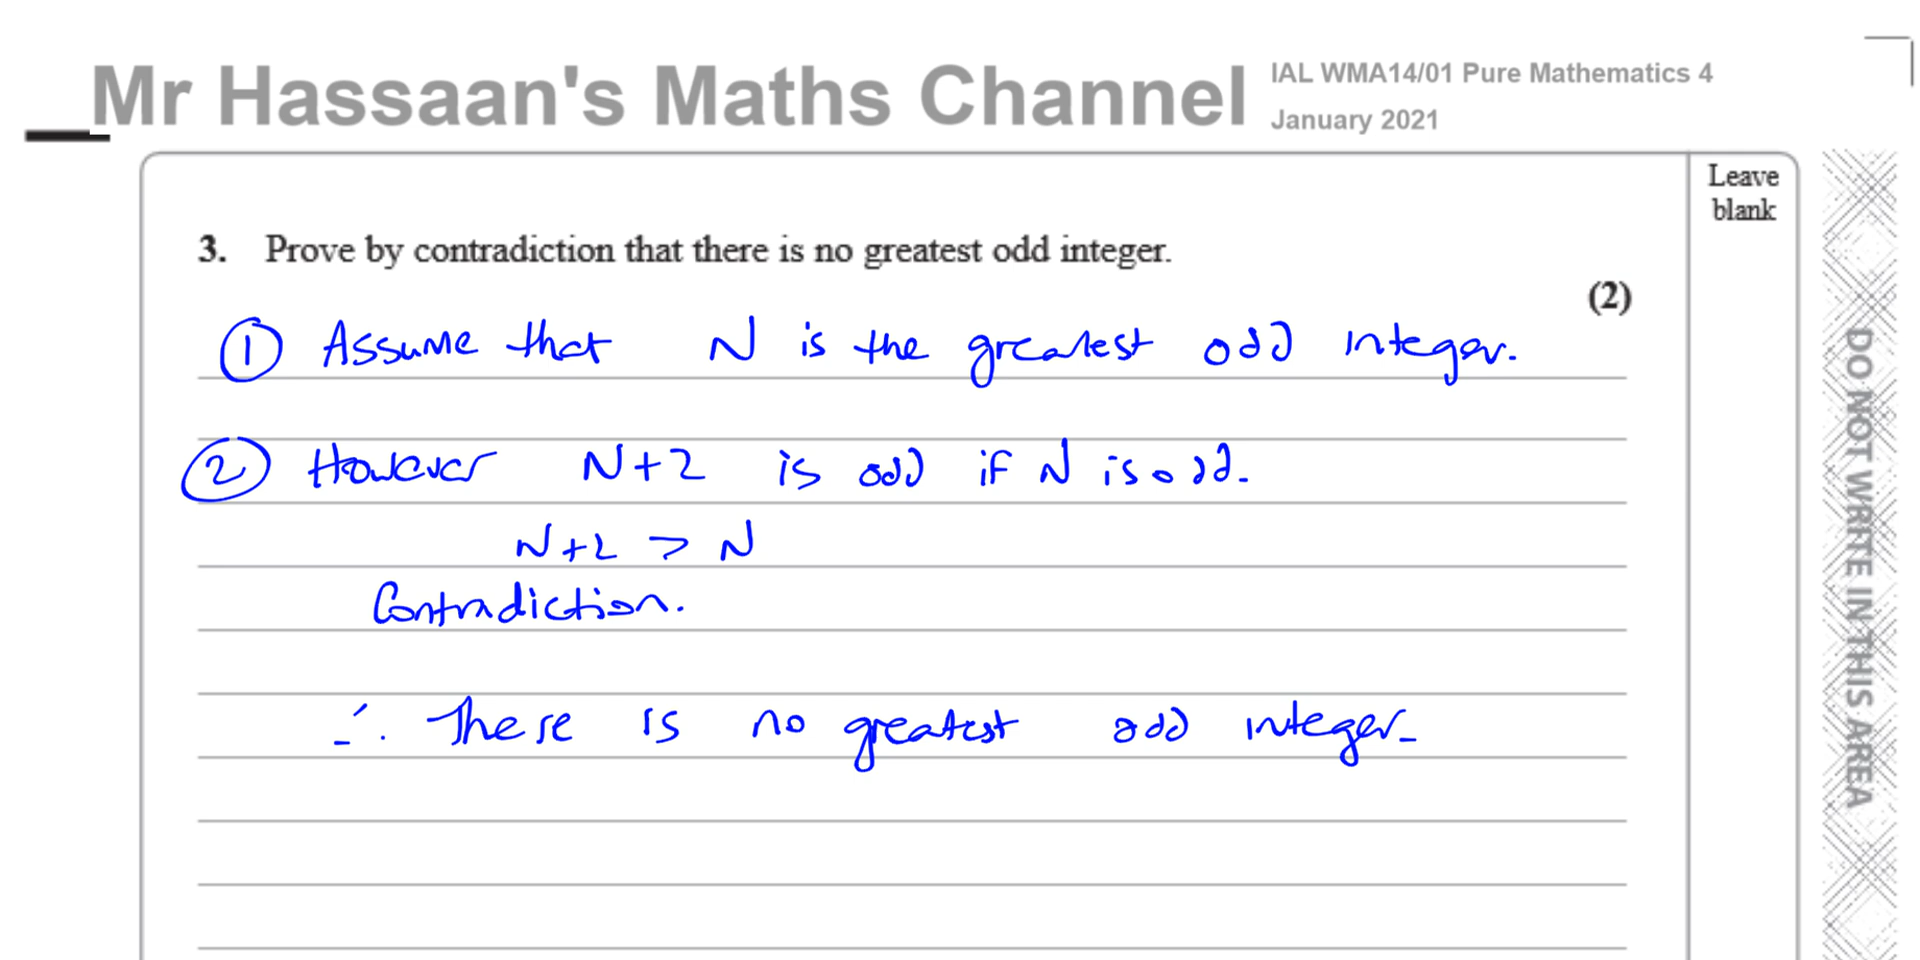 Mr Hassaan's Maths Channel
IAL WMA14/01 Pure Mathematics 4
January 2021
Leave
blank
3. Prove by contradiction that there is no greatest odd integer.
(2)
① Assume that N is the greatest odd integer.
② However N+2 is odd if N is odd.
N+2 > N
Contradiction.
∴ There is no greatest odd integer.
DO NOT WRITE IN THIS AREA